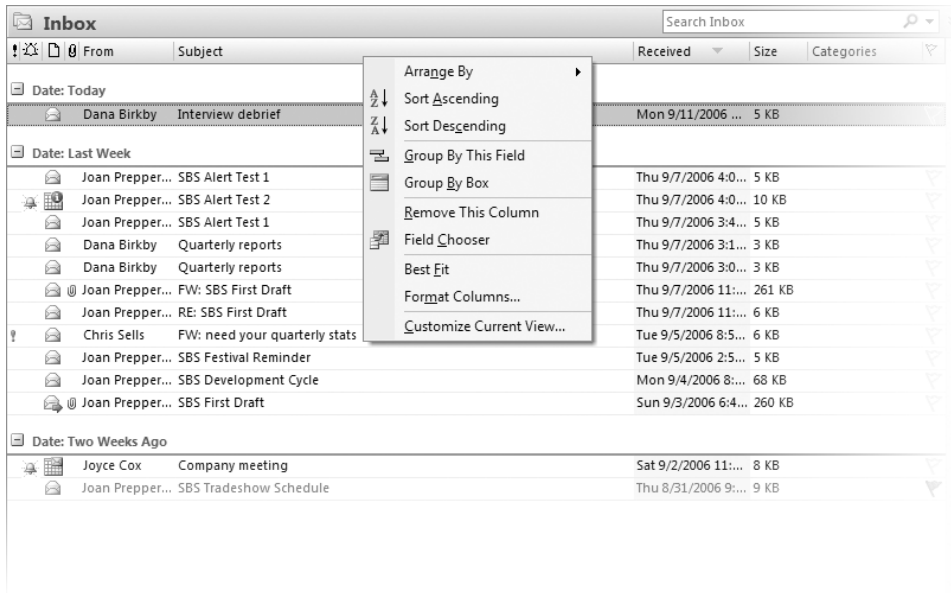 Inbox
Search Inbox
From Subject Received Size Categories
Arrange By
Date: Today
Sort Ascending
Dana Birkby Interview debrief Mon 9/11/2006 ... 5 KB
Sort Descending
Date: Last Week
Group By This Field
Joan Prepper... SBS Alert Test 1 Thu 9/7/2006 4:0... 5 KB
Group By Box
Joan Prepper... SBS Alert Test 2 Thu 9/7/2006 4:0... 10 KB
Remove This Column
Joan Prepper... SBS Alert Test 1 Thu 9/7/2006 3:4... 5 KB
Field Chooser
Dana Birkby Quarterly reports Thu 9/7/2006 3:1... 3 KB
Dana Birkby Quarterly reports Thu 9/7/2006 3:0... 3 KB
Best Fit
Joan Prepper... FW: SBS First Draft Thu 9/7/2006 11:... 261 KB
Format Columns...
Joan Prepper... RE: SBS First Draft Thu 9/7/2006 11:... 6 KB
Customize Current View...
Chris Sells FW: need your quarterly stats Tue 9/5/2006 8:5... 6 KB
Joan Prepper... SBS Festival Reminder Tue 9/5/2006 2:5... 5 KB
Joan Prepper... SBS Development Cycle Mon 9/4/2006 8:... 68 KB
Joan Prepper... SBS First Draft Sun 9/3/2006 6:4... 260 KB
Date: Two Weeks Ago
Joyce Cox Company meeting Sat 9/2/2006 11:... 8 KB
Joan Prepper... SBS Tradeshow Schedule Thu 8/31/2006 9:... 9 KB